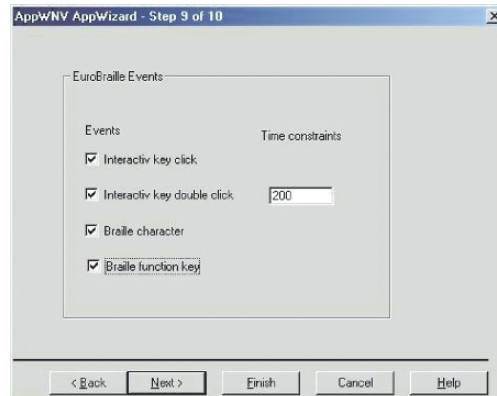 AppWNV AppWizard - Step 9 of 10
EuroBraille Events
Events
Time constraints
Interactiv key click
Interactiv key double click
200
Braille character
Braille function key
< Back
Next >
Finish
Cancel
Help